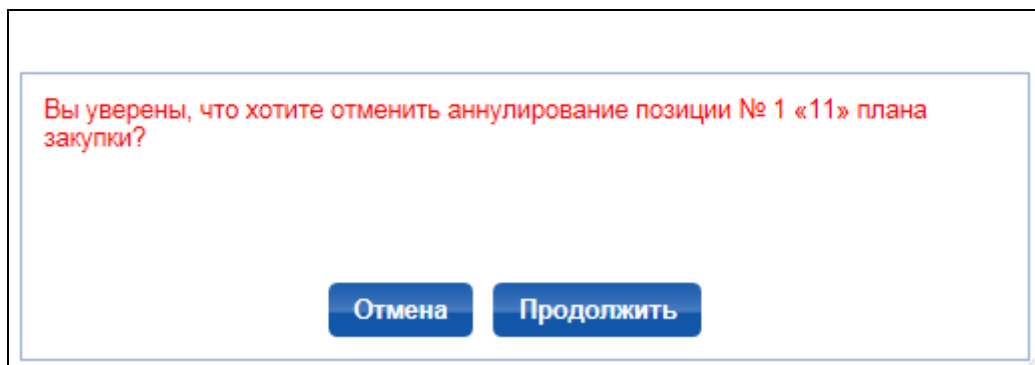 Вы уверены, что хотите отменить аннулирование позиции № 1 «11» плана
закупки?
Отмена Продолжить